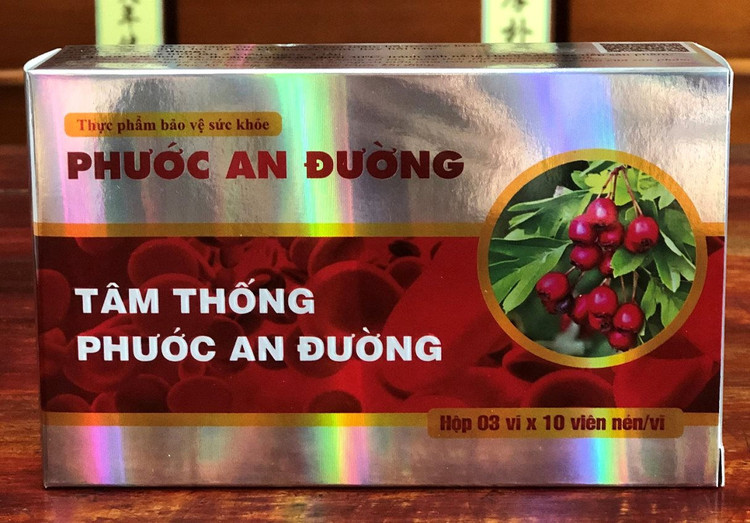 Thực phẩm bảo vệ sức khỏe
PHƯỚC AN ĐƯỜNG
TÂM THỐNG
PHƯỚC AN ĐƯỜNG
Hộp 03 vỉ x 10 viên nén/vỉ